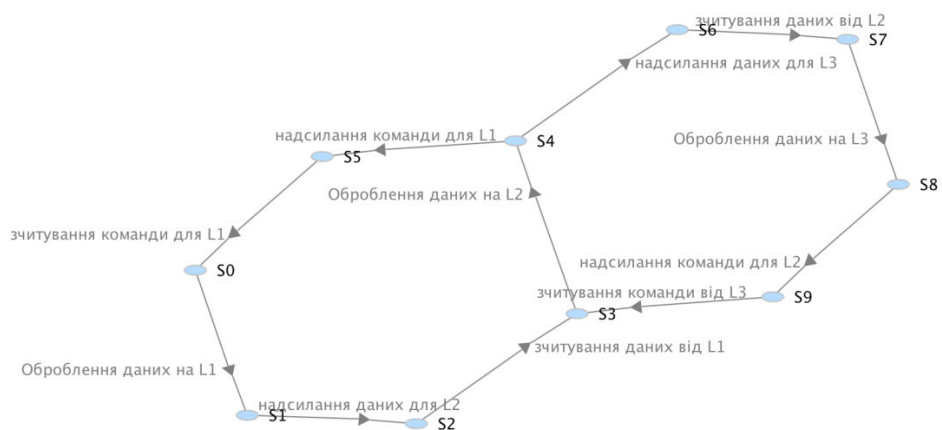 зчитування даних від L2
S6
S7
надсилання даних для L3
надсилання команди для L1
S4
Оброблення даних на L3
S5
S8
Оброблення даних на L2
зчитування команди для L1
надсилання команди для L2
S0
зчитування команди від L3
S9
S3
зчитування даних від L1
Оброблення даних на L1
надсилання даних для L2
S1
S2